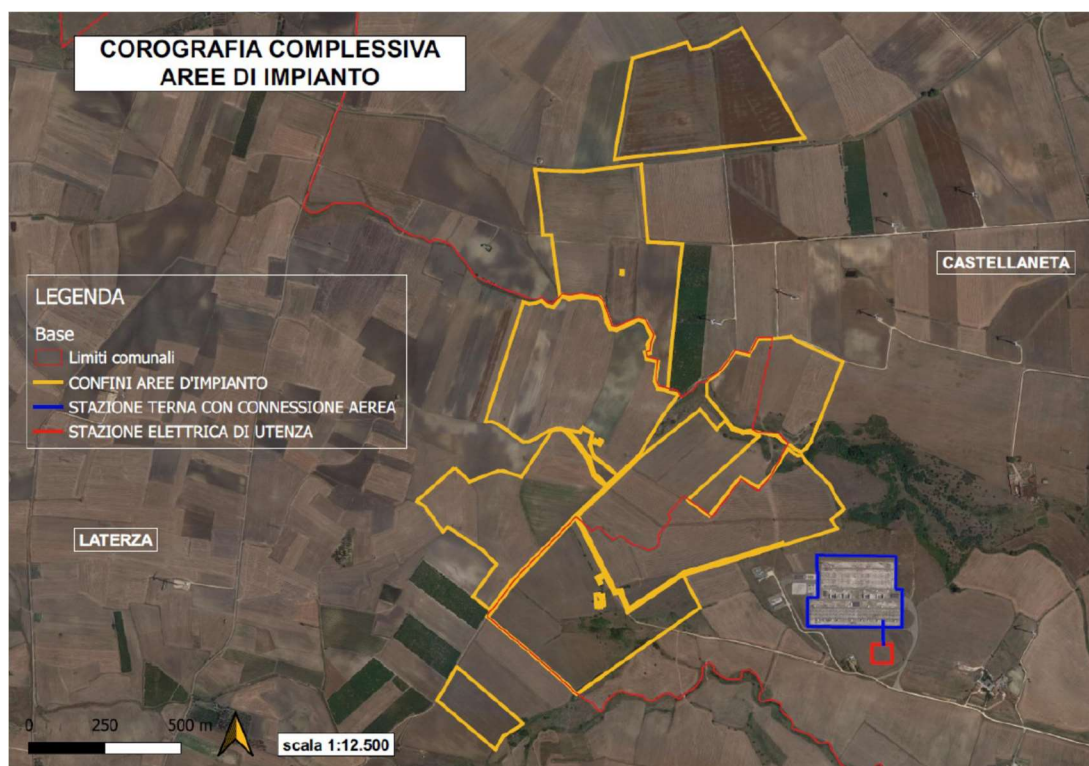 COROGRAFIA COMPLESSIVA
AREE DI IMPIANTO
CASTELLANETA
LEGENDA
Base
Limiti comunali
CONFINI AREE D'IMPIANTO
STAZIONE TERNA CON CONNESSIONE AEREA
STAZIONE ELETTRICA DI UTENZA
LATERZA
0 250 500 m
scala 1:12.500